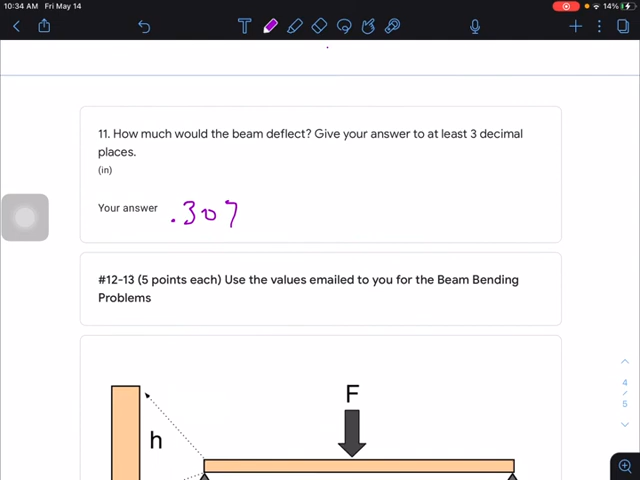 10:34 AM Fri May 14
14%
11. How much would the beam deflect? Give your answer to at least 3 decimal
places.
(in)
Your answer .307
#12-13 (5 points each) Use the values emailed to you for the Beam Bending
Problems
F
h
4
/
5